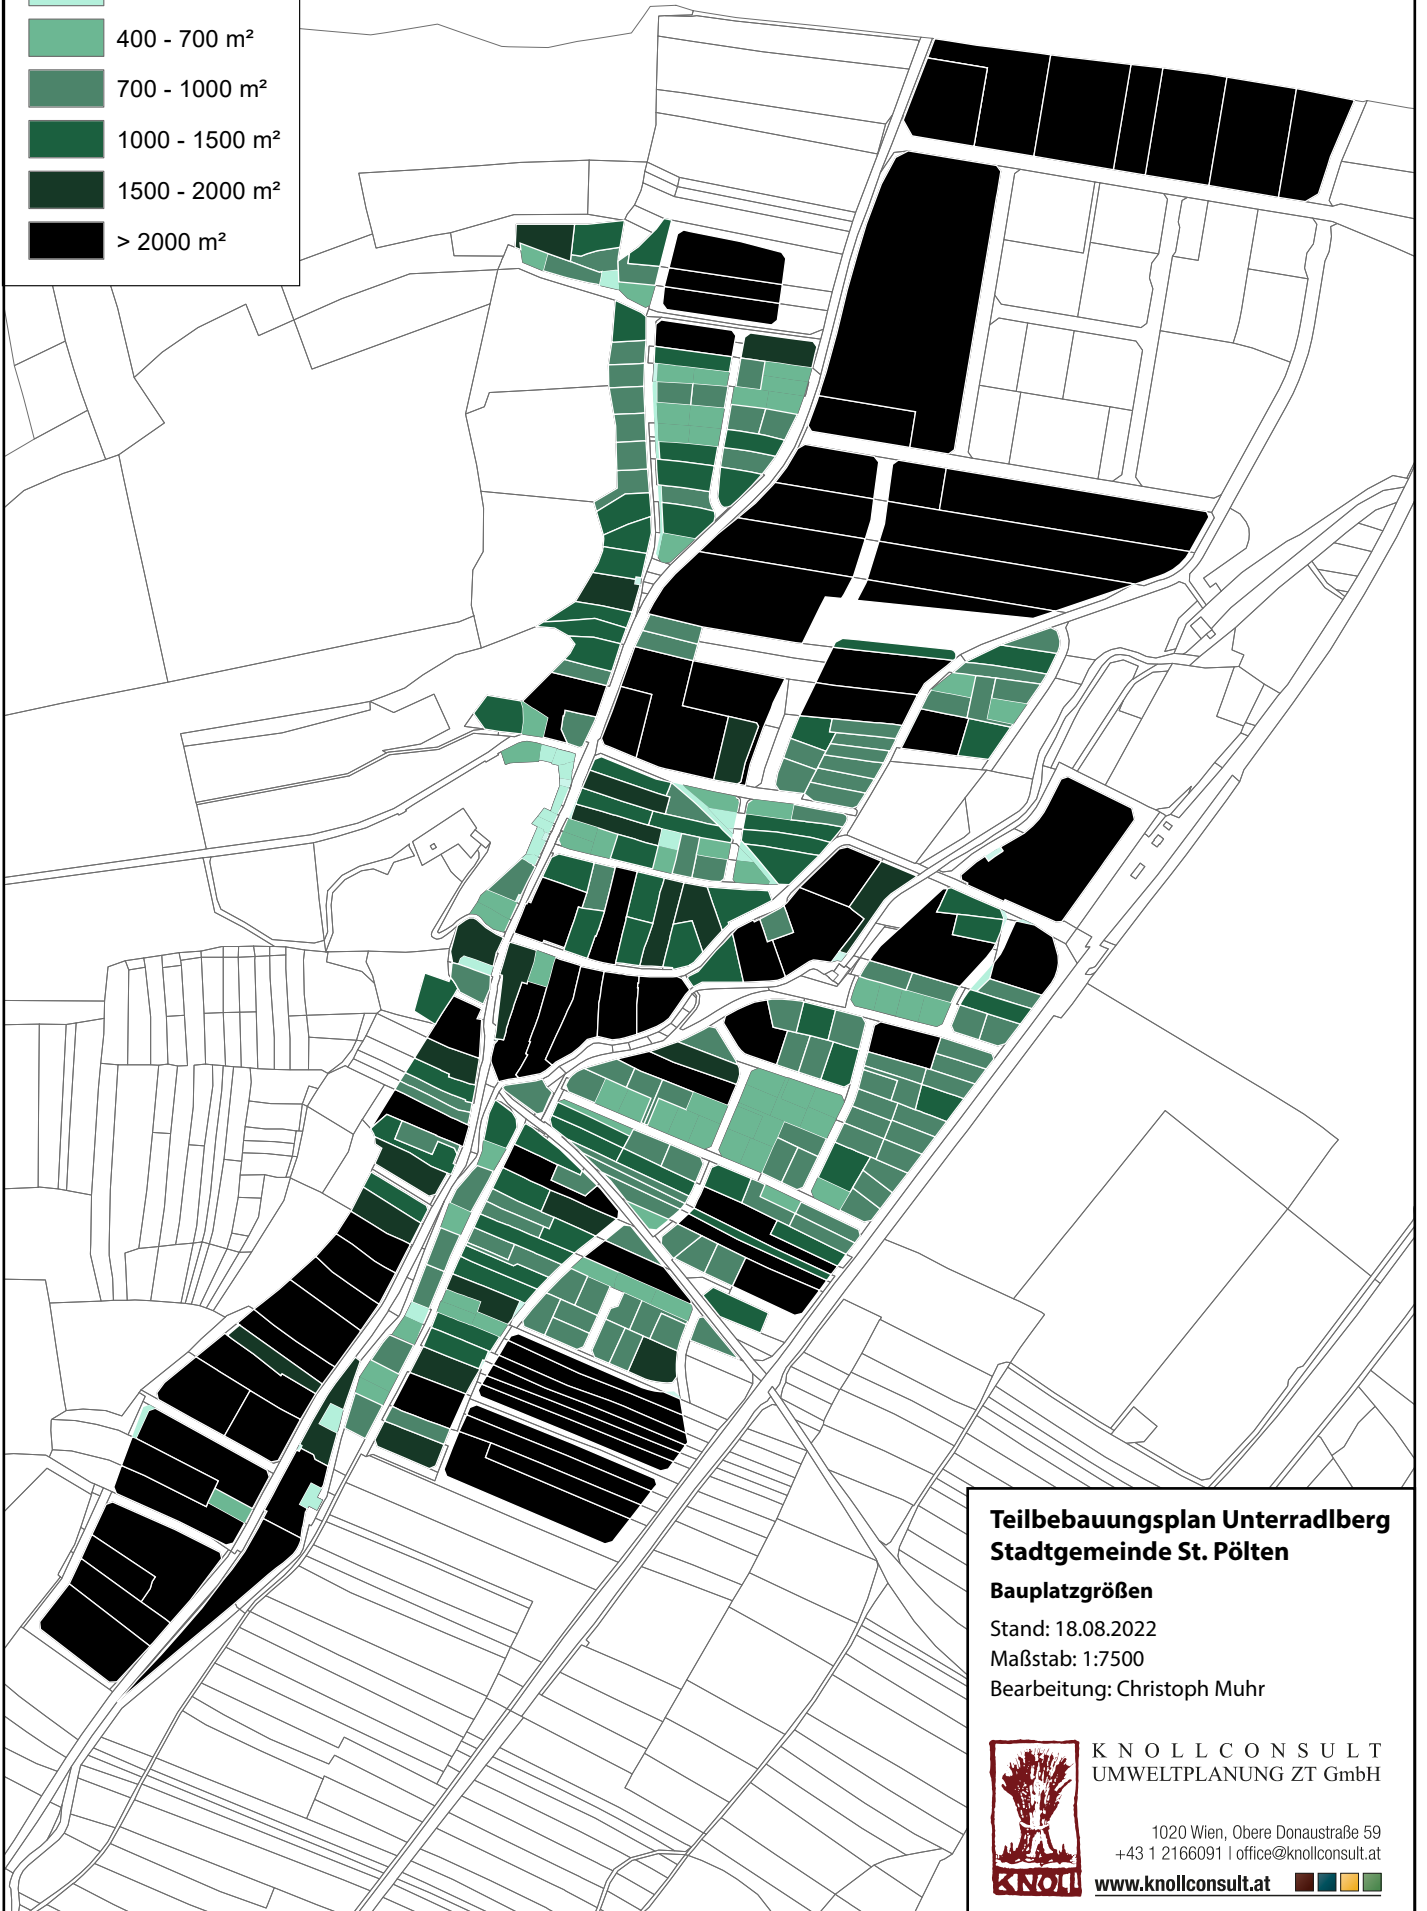 400 - 700 m²
700 - 1000 m²
1000 - 1500 m²
1500 - 2000 m²
> 2000 m²
Teilbebauungsplan Unterradlberg
Stadtgemeinde St. Pölten
Bauplatzgrößen
Stand: 18.08.2022
Maßstab: 1:7500
Bearbeitung: Christoph Muhr
KNOLLCONSULT
UMWELTPLANUNG ZT GmbH
1020 Wien, Obere Donaustraße 59
+43 1 2166091 | office@knollconsult.at
KNOLL
www.knollconsult.at